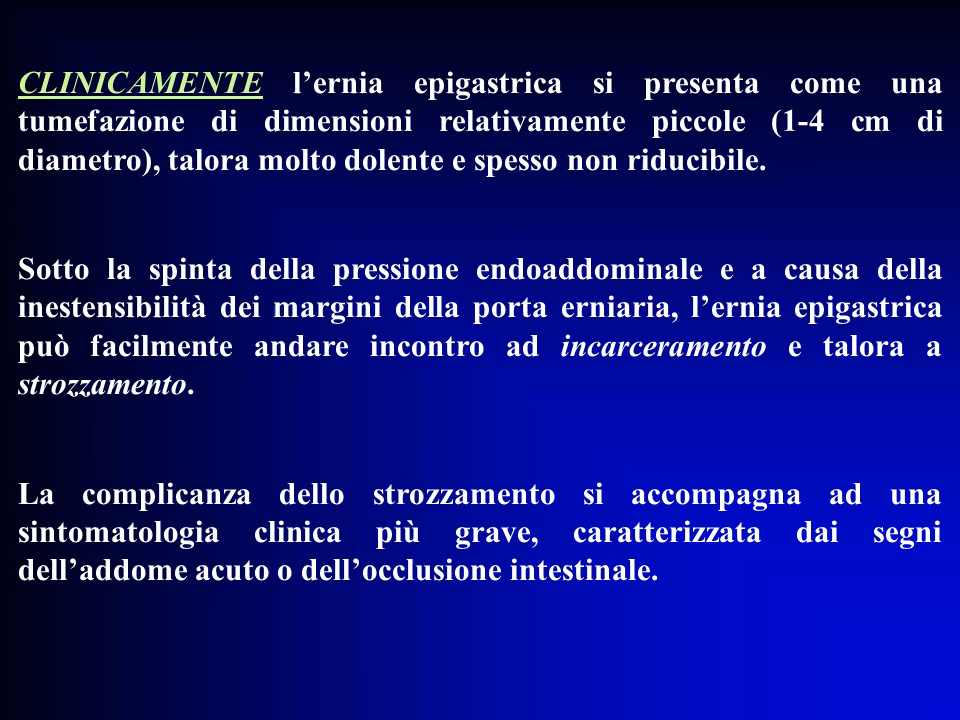 CLINICAMENTE l’ernia epigastrica si presenta come una
tumefazione di dimensioni relativamente piccole (1-4 cm di
diametro), talora molto dolente e spesso non riducibile.
Sotto la spinta della pressione endoaddominale e a causa della
inestensibilità dei margini della porta erniaria, l’ernia epigastrica
può facilmente andare incontro ad incarceramento e talora a
strozzamento.
La complicanza dello strozzamento si accompagna ad una
sintomatologia clinica più grave, caratterizzata dai segni
dell’addome acuto o dell’occlusione intestinale.